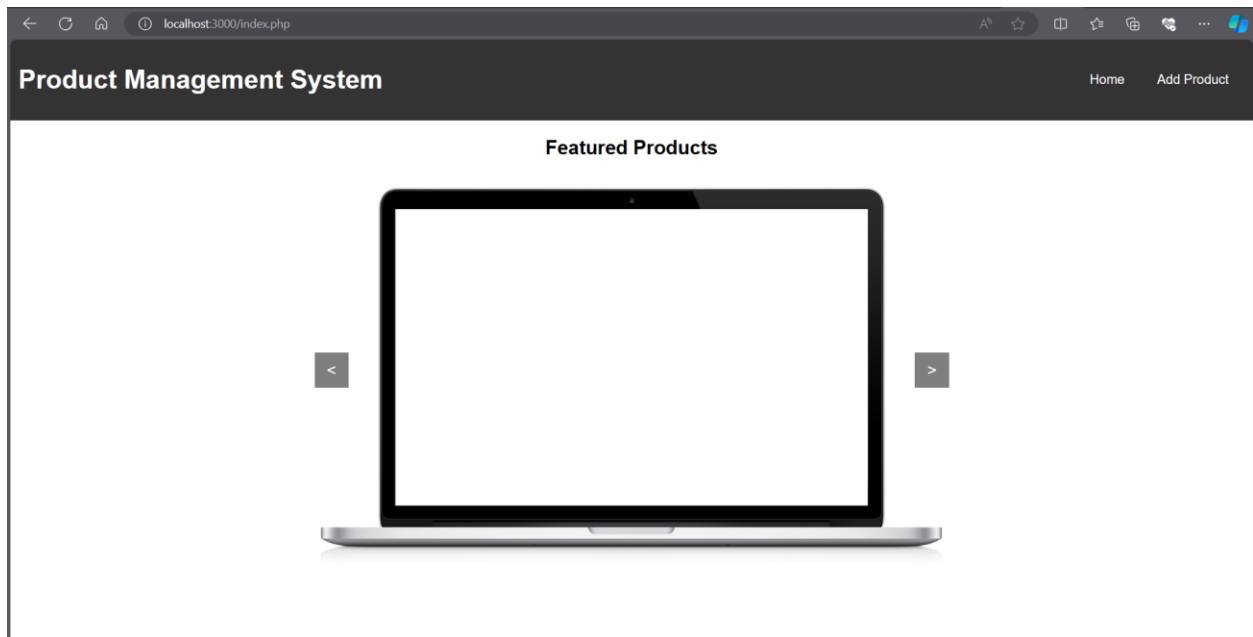 localhost:3000/index.php
Product Management System
Home
Add Product
Featured Products
<
>